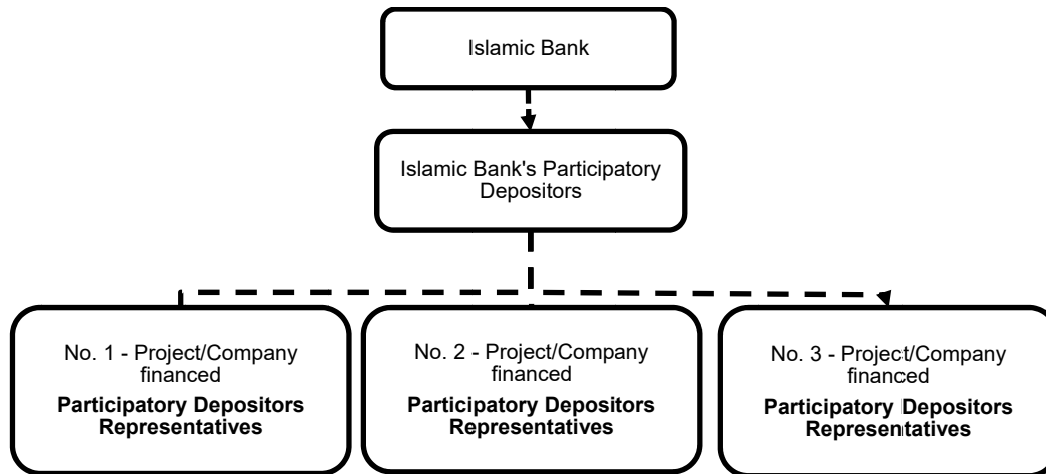 Islamic Bank
Islamic Bank's Participatory
Depositors
No. 1 - Project/Company
financed
Participatory Depositors
Representatives
No. 2 - Project/Company
financed
Participatory Depositors
Representatives
No. 3 - Project/Company
financed
Participatory Depositors
Representatives